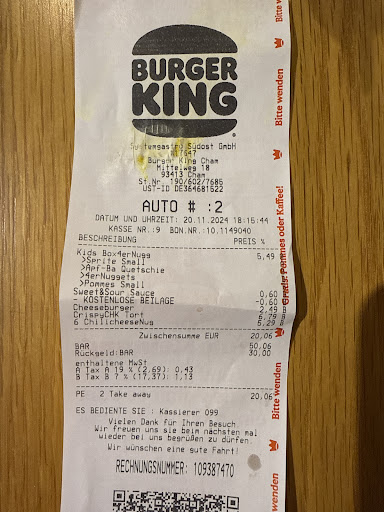 BURGER
KING
®
Systemgastro Südost GmbH
Burger King Cham
Mittelweg 18
93413 Cham
St.Nr. 190/602/7685
UST-ID DE364681522
AUTO # :2
DATUM UND UHRZEIT: 20.11.2024 18:15:44
KASSE NR.:9 BON.NR.:10.1149040
BESCHREIBUNG PREIS %
Kids Box4erNugg 5,49
>Sprite Small
>Apf-Ba Quetschie
>4erNuggets
>Pommes Small
Sweet&Sour Sauce 0,60
- KOSTENLOSE BEILAGE -0,60
Cheeseburger 2,49 B
CrispyCHK Tort 6,79 B
6 ChilicheeseNus 5,29 B
Zwischensumme EUR 20,06
BAR 50,06
Rückgeld:BAR 30,00
enthaltene MwSt
A Tax A 19 % (2,69): 0,43
B Tax B 7 % (17,37): 1,13
PE 2 Take away 20,06
ES BEDIENTE SIE : Kassierer 099
Vielen Dank für Ihren Besuch.
Wir freuen uns sie beim nächsten mal
wieder bei uns begrüßen zu dürfen.
Wir wünschen eine gute Fahrt!
RECHNUNGSNUMMER: 109387470
Bitte wenden
Bitte wenden
Gratis Pommes oder Kaffee!
Bitte wenden
wenden